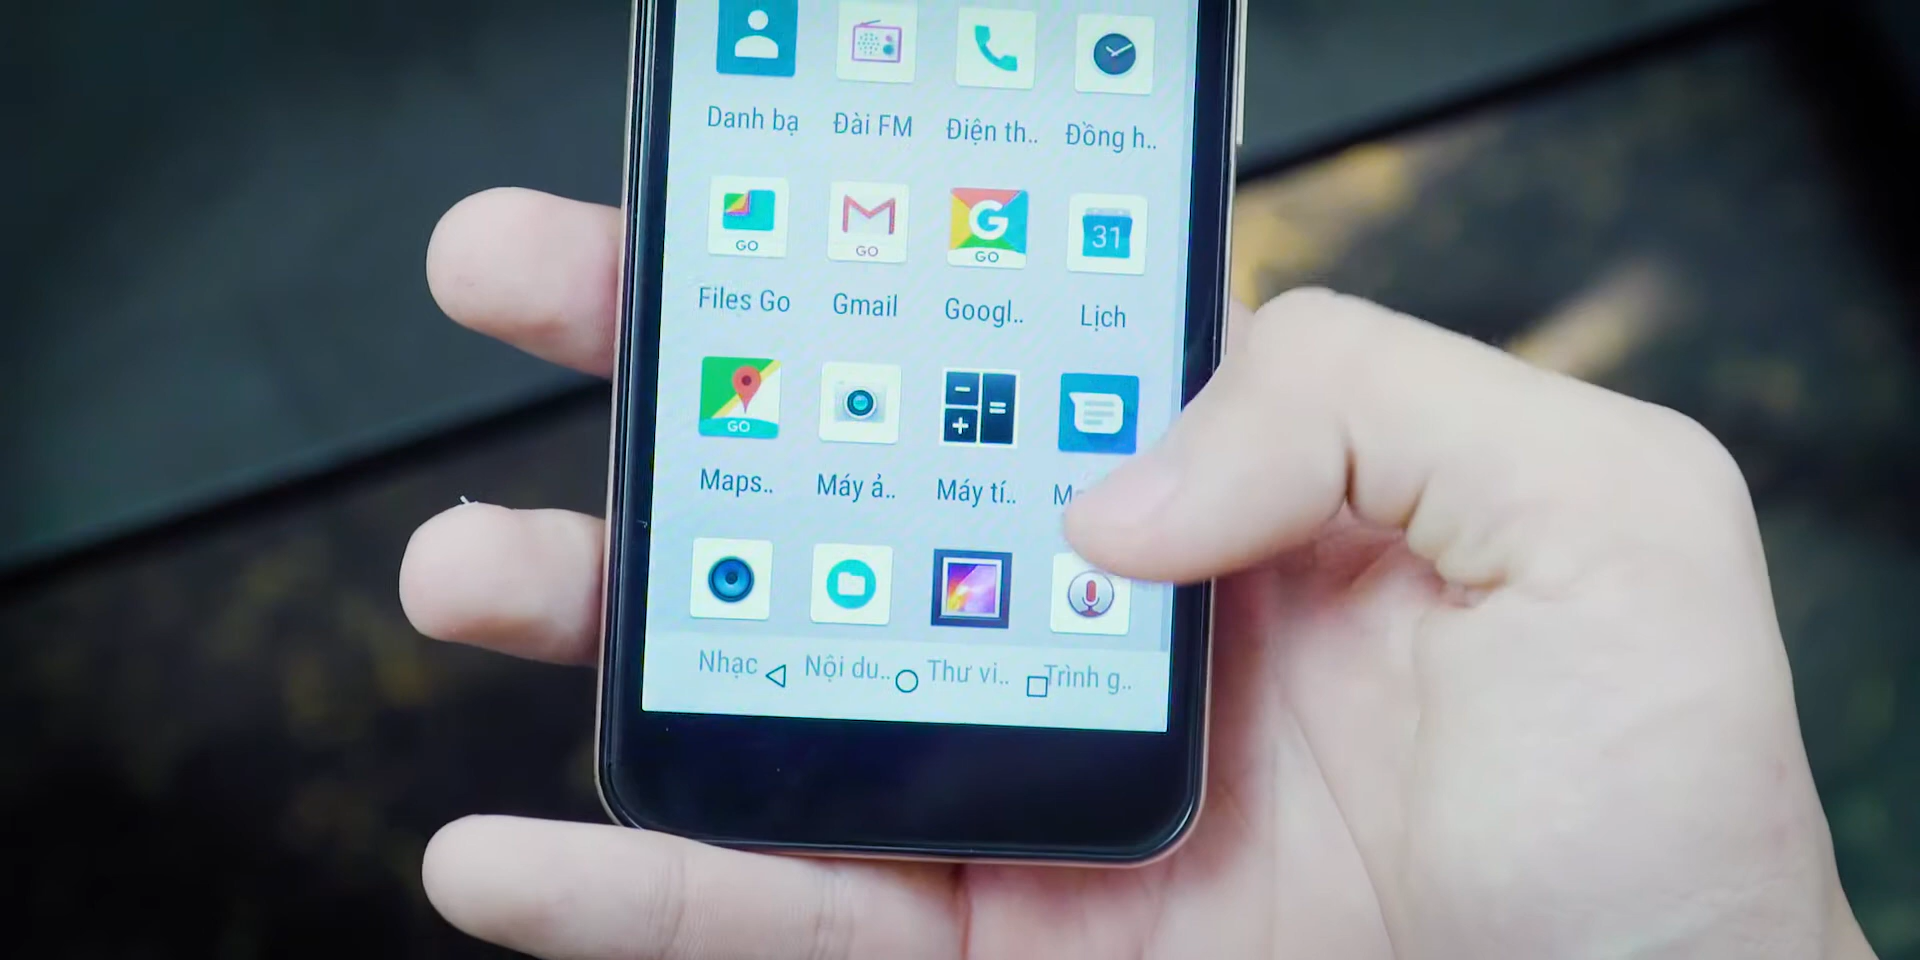 Danh bạ Đài FM Điện th.. Đồng h..
GO GO G GO 31
Files Go Gmail Googl.. Lịch
GO
Maps.. Máy ả.. Máy tí..
Nhạc Nội du.. Thư vi.. Trình g..